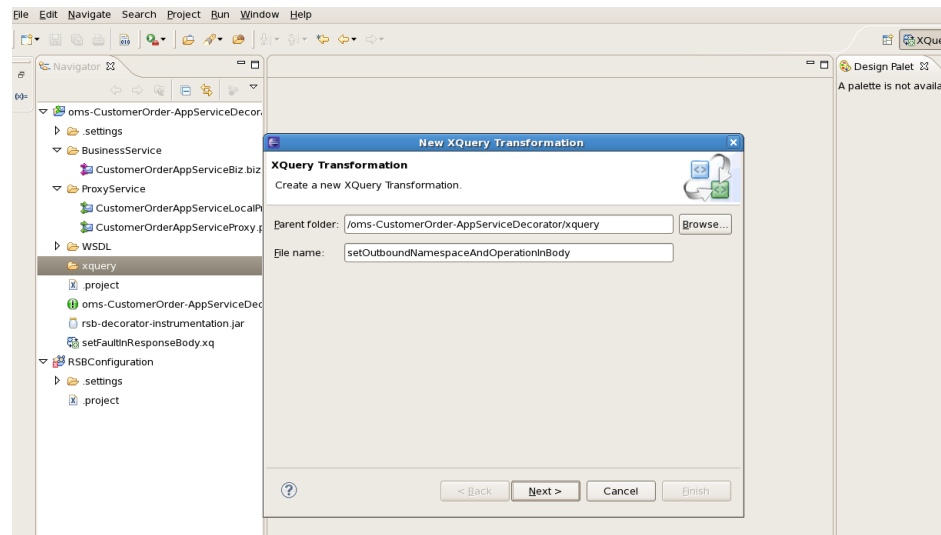 File Edit Navigate Search Project Run Window Help
XQue
Navigator
Design Palet
A palette is not availa
oms-CustomerOrder-AppServiceDecor
.settings
BusinessService
CustomerOrderAppServiceBiz.biz
ProxyService
CustomerOrderAppServiceLocalP
CustomerOrderAppServiceProxy.p
WSDL
xquery
.project
oms-CustomerOrder-AppServiceDec
rsb-decorator-instrumentation.jar
setFaultInResponseBody.xq
RSBConfiguration
.settings
.project
New XQuery Transformation
XQuery Transformation
Create a new XQuery Transformation.
Parent folder: /oms-CustomerOrder-AppServiceDecorator/xquery Browse...
File name: setOutboundNamespaceAndOperationInBody
< Back Next > Cancel Finish